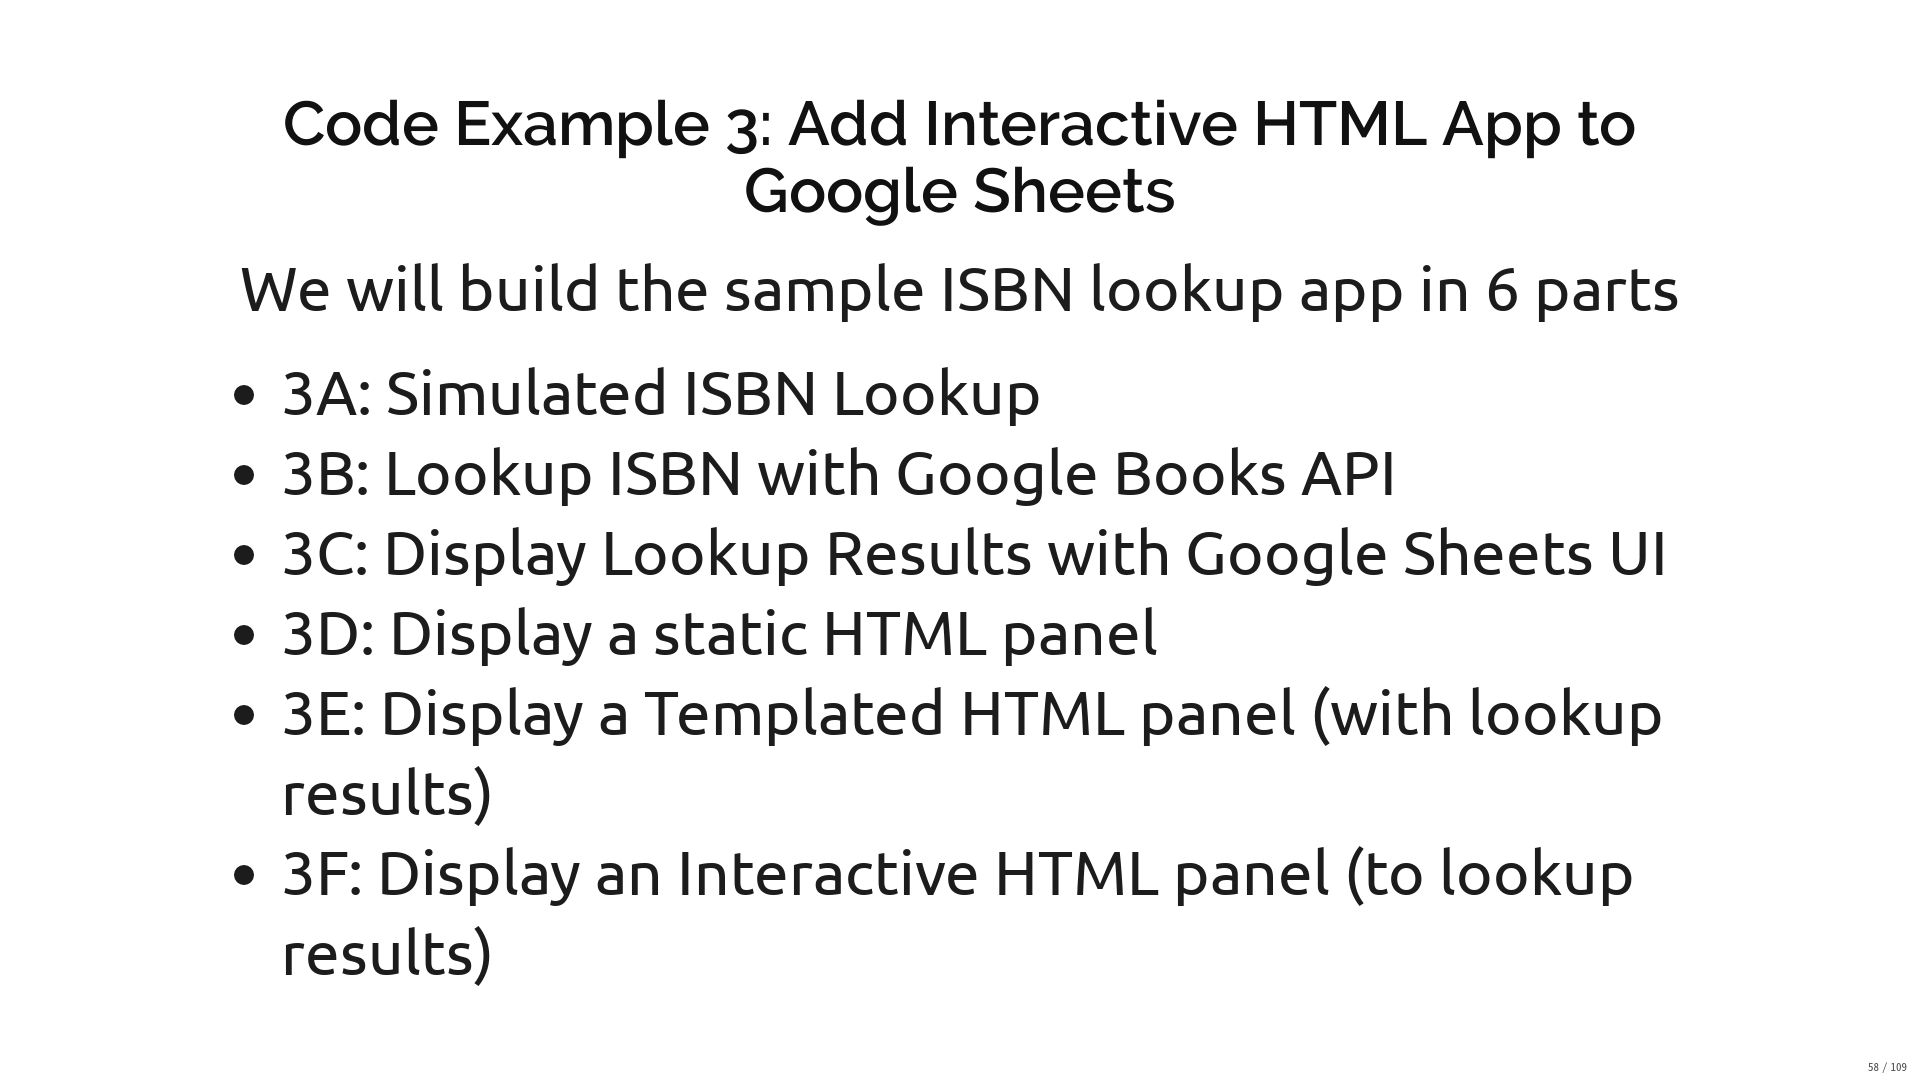 Code Example 3: Add Interactive HTML App to
Google Sheets
We will build the sample ISBN lookup app in 6 parts
• 3A: Simulated ISBN Lookup
• 3B: Lookup ISBN with Google Books API
• 3C: Display Lookup Results with Google Sheets UI
• 3D: Display a static HTML panel
• 3E: Display a Templated HTML panel (with lookup
results)
• 3F: Display an Interactive HTML panel (to lookup
results)
58 / 109